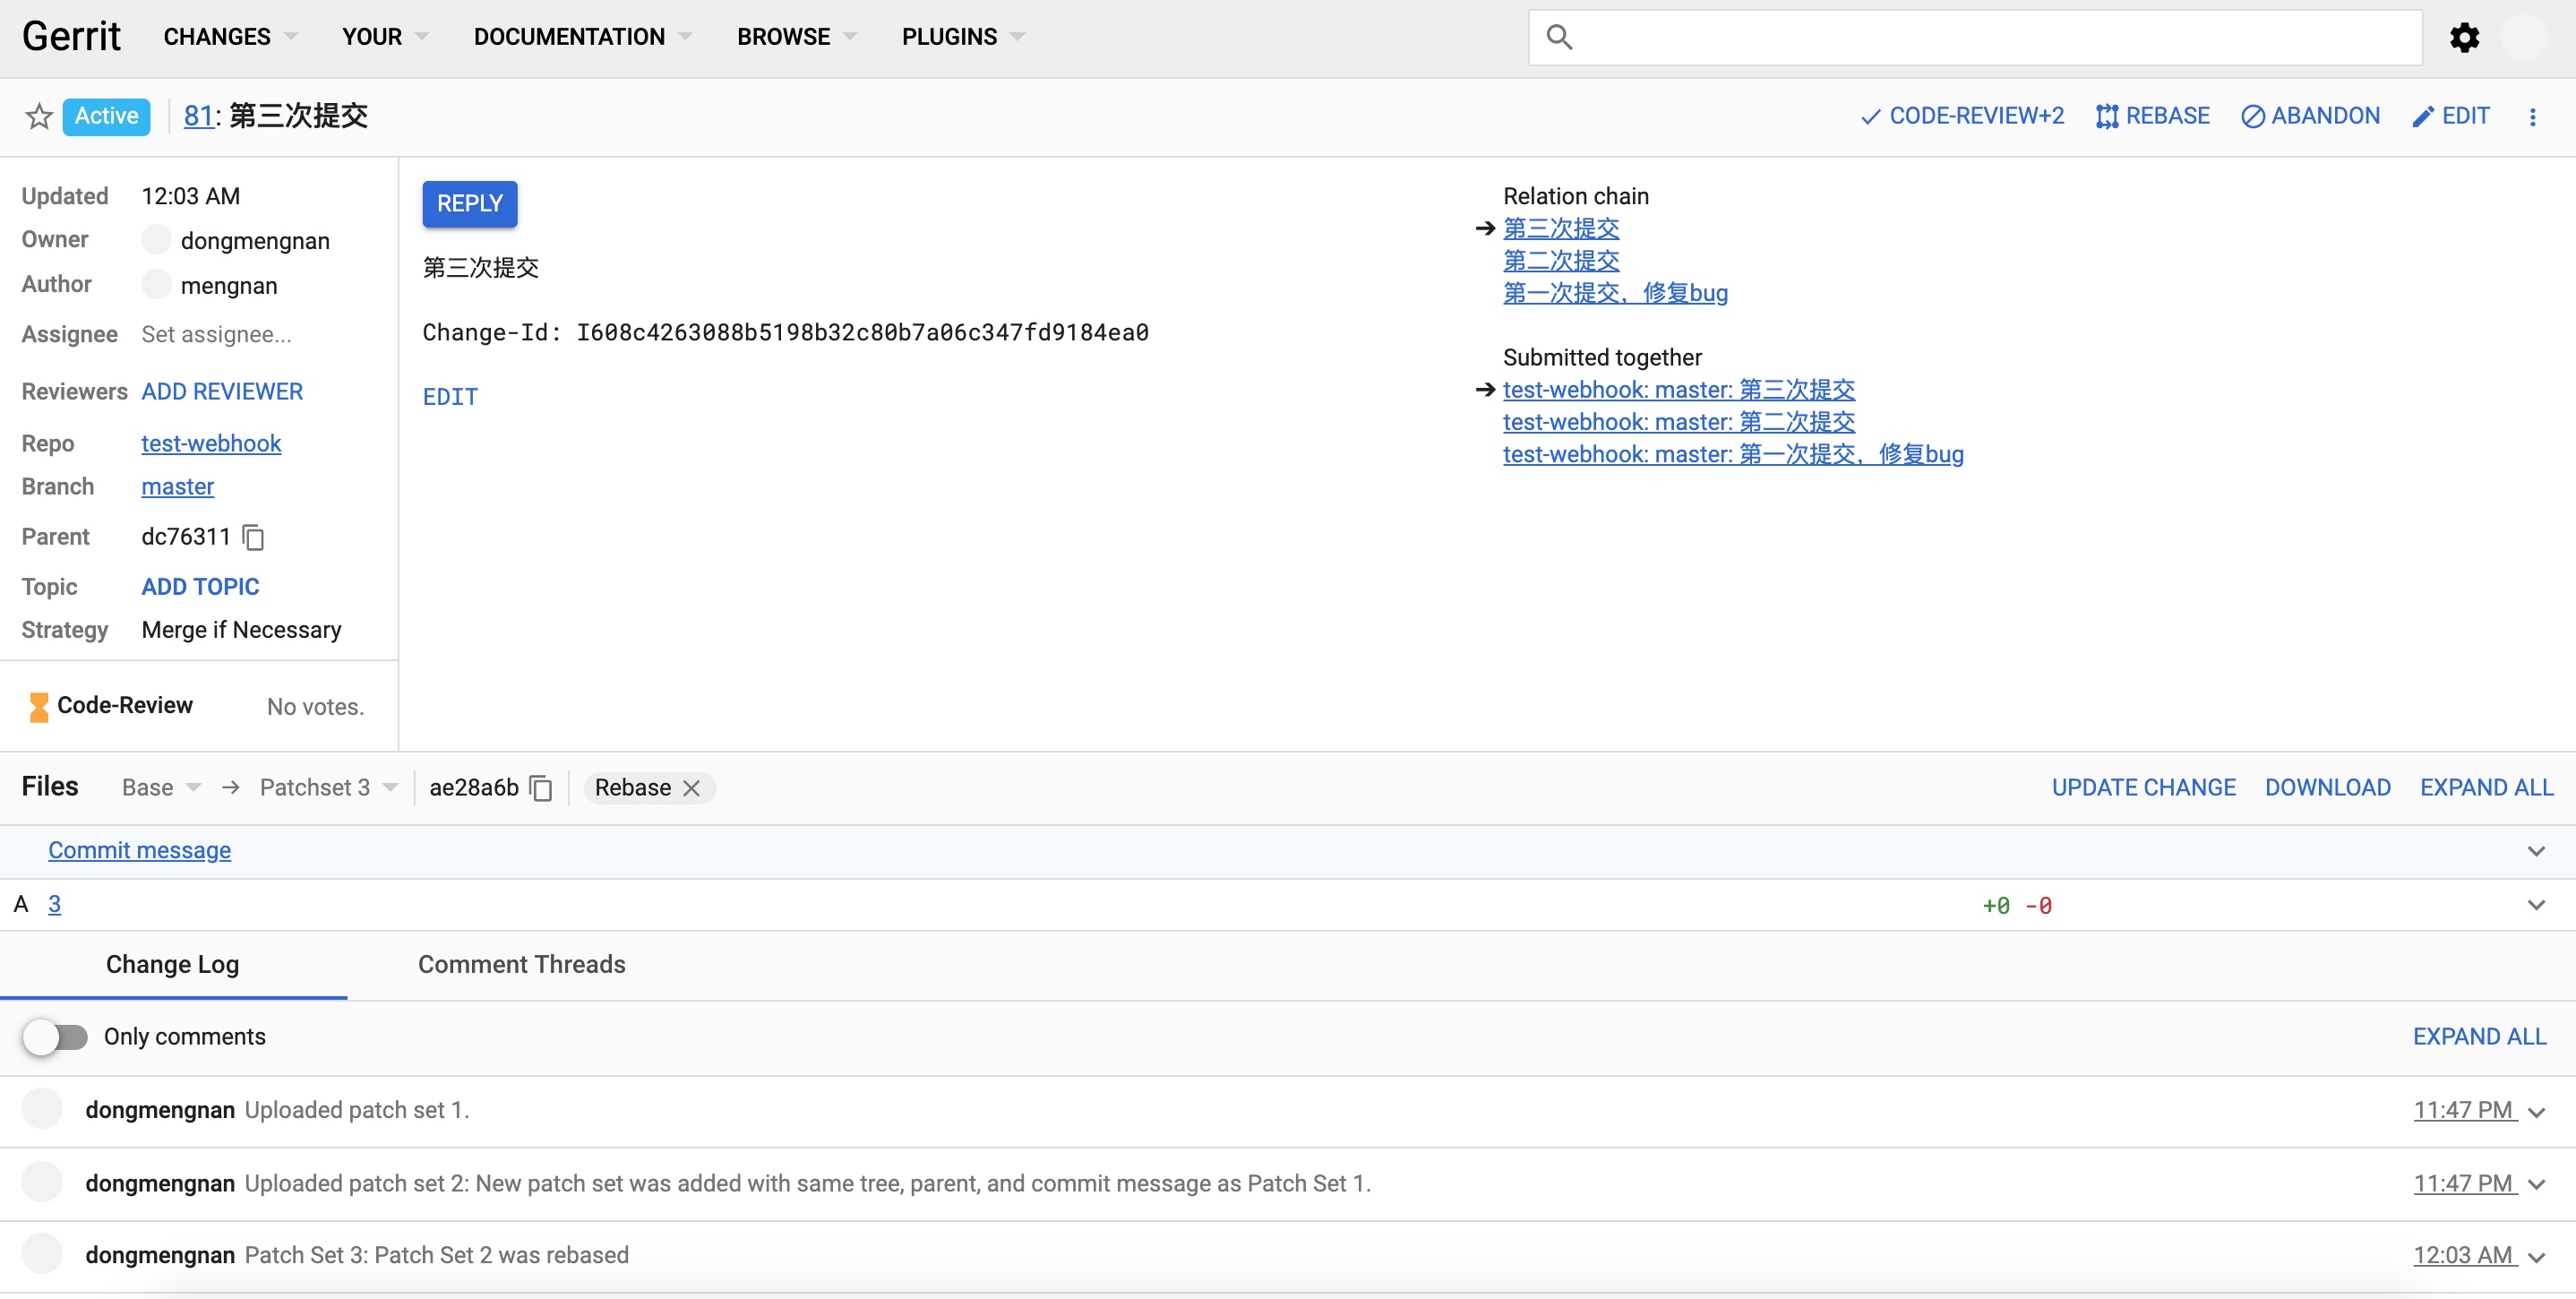 Gerrit CHANGES YOUR DOCUMENTATION BROWSE PLUGINS
Active 81: 第三次提交 CODE-REVIEW+2 REBASE ABANDON EDIT
Updated 12:03 AM
Owner dongmengnan
Author mengnan
Assignee Set assignee...
Reviewers ADD REVIEWER
Repo test-webhook
Branch master
Parent dc76311
Topic ADD TOPIC
Strategy Merge if Necessary
Code-Review No votes.
REPLY
第三次提交
Change-Id: I608c4263088b5198b32c80b7a06c347fd9184ea0
EDIT
Relation chain
第三次提交
第二次提交
第一次提交，修复bug
Submitted together
test-webhook: master: 第三次提交
test-webhook: master: 第二次提交
test-webhook: master: 第一次提交，修复bug
Files Base → Patchset 3 ae28a6b Rebase UPDATE CHANGE DOWNLOAD EXPAND ALL
Commit message
A 3 +0 -0
Change Log Comment Threads
Only comments EXPAND ALL
dongmengnan Uploaded patch set 1. 11:47 PM
dongmengnan Uploaded patch set 2: New patch set was added with same tree, parent, and commit message as Patch Set 1. 11:47 PM
dongmengnan Patch Set 3: Patch Set 2 was rebased 12:03 AM